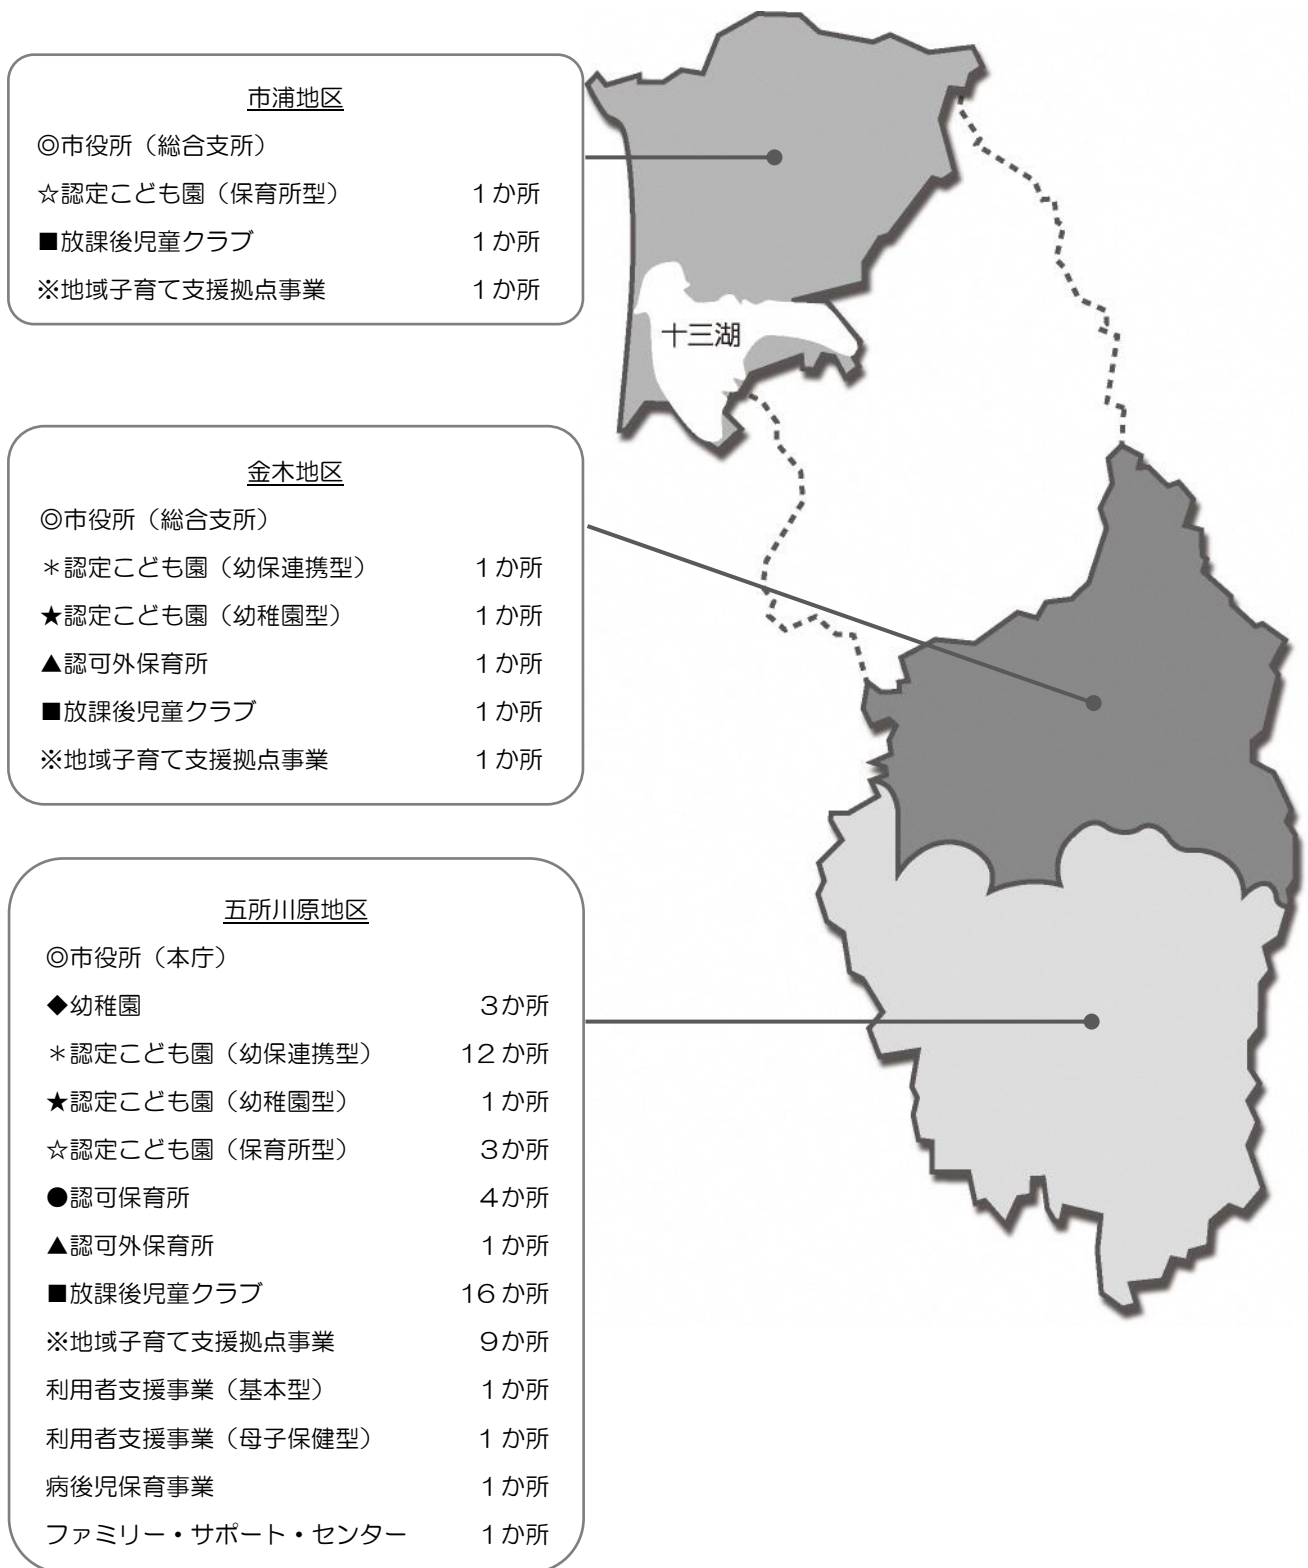 市浦地区
◎市役所（総合支所）
☆認定こども園（保育所型） 1か所
■放課後児童クラブ 1か所
※地域子育て支援拠点事業 1か所
十三湖
金木地区
◎市役所（総合支所）
＊認定こども園（幼保連携型） 1か所
★認定こども園（幼稚園型） 1か所
▲認可外保育所 1か所
■放課後児童クラブ 1か所
※地域子育て支援拠点事業 1か所
五所川原地区
◎市役所（本庁）
◆幼稚園 3か所
＊認定こども園（幼保連携型） 12か所
★認定こども園（幼稚園型） 1か所
☆認定こども園（保育所型） 3か所
●認可保育所 4か所
▲認可外保育所 1か所
■放課後児童クラブ 16か所
※地域子育て支援拠点事業 9か所
利用者支援事業（基本型） 1か所
利用者支援事業（母子保健型） 1か所
病後児保育事業 1か所
ファミリー・サポート・センター 1か所